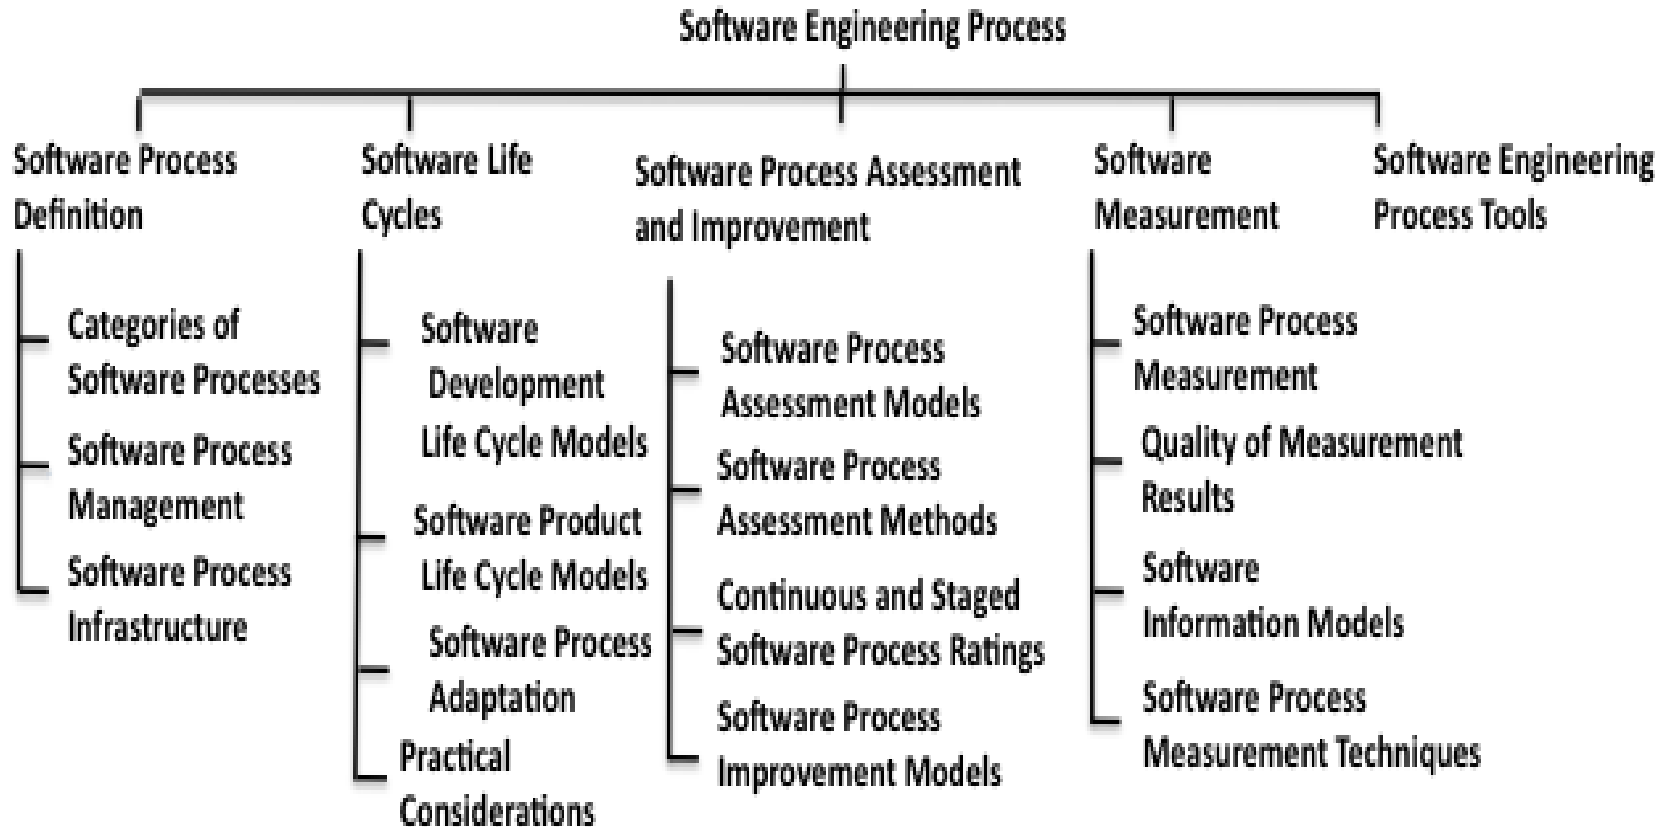 Software Engineering Process
Software Process
Definition
Categories of
Software Processes
Software Process
Management
Software Process
Infrastructure
Software Life
Cycles
Software
Development
Life Cycle Models
Software Product
Life Cycle Models
Software Process
Adaptation
Practical
Considerations
Software Process Assessment
and Improvement
Software Process
Assessment Models
Software Process
Assessment Methods
Continuous and Staged
Software Process Ratings
Software Process
Improvement Models
Software
Measurement
Software Process
Measurement
Quality of Measurement
Results
Software
Information Models
Software Process
Measurement Techniques
Software Engineering
Process Tools